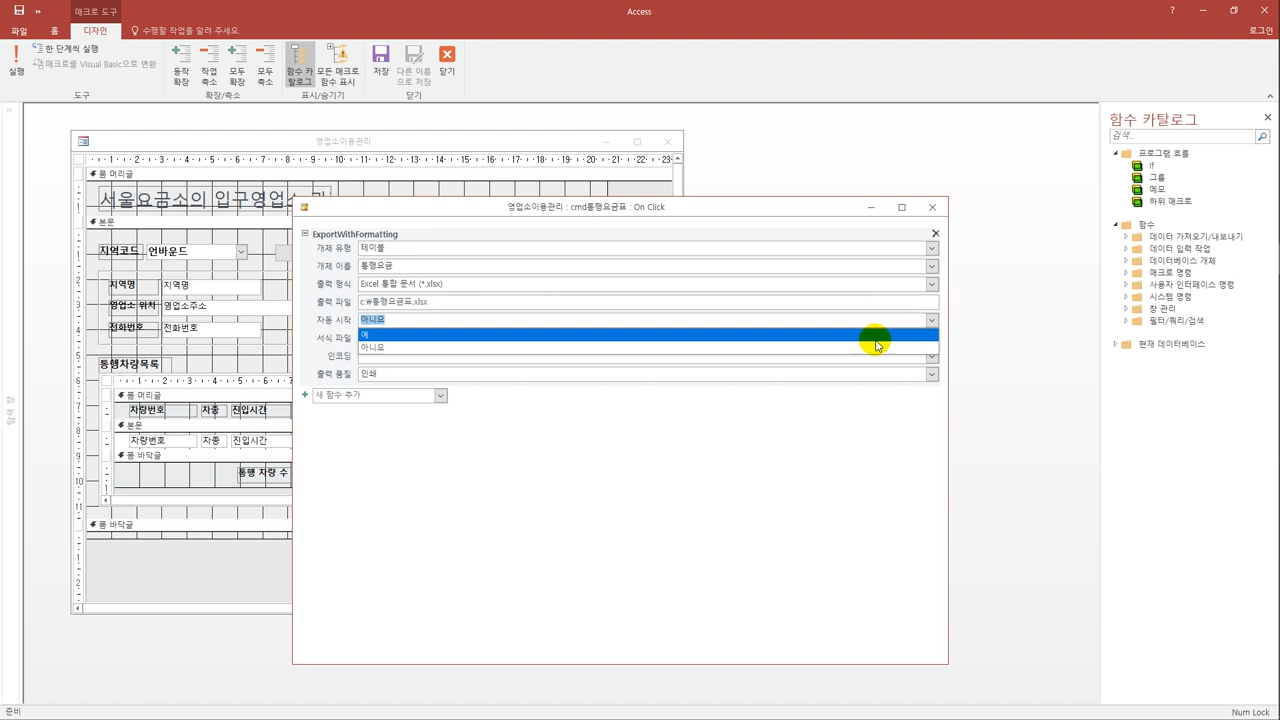 매크로 도구
Access
로그인
파일
홈
디자인
수행할 작업을 알려 주세요.
실행
한 단계씩 실행
매크로를 Visual Basic으로 변환
도구
동작 확장
작업 축소
모두 확장
모두 축소
확장/축소
함수 카탈로그
모든 매크로 함수 표시
표시/숨기기
저장
다른 이름으로 저장
닫기
닫기
영업소이용관리
폼 머리글
서울요금소의 입구영업소
본문
지역코드
언바운드
지역명
지역명
영업소 위치
영업소주소
전화번호
전화번호
통행차량목록
폼 머리글
차량번호
차종
진입시간
본문
차량번호
차종
진입시간
폼 바닥글
통행 차량 수
폼 바닥글
영업소이용관리 : cmd통행요금표 : On Click
ExportWithFormatting
개체 유형
테이블
개체 이름
통행요금
출력 형식
Excel 통합 문서 (*.xlsx)
출력 파일
c:₩통행요금표.xlsx
자동 시작
아니요
예
서식 파일
아니요
인코딩
출력 품질
인쇄
새 함수 추가
함수 카탈로그
검색...
프로그램 흐름
If
그룹
메모
하위 매크로
함수
데이터 가져오기/내보내기
데이터 입력 작업
데이터베이스 개체
매크로 명령
사용자 인터페이스 명령
시스템 명령
창 관리
필터/쿼리/검색
현재 데이터베이스
탐색 창
준비
Num Lock